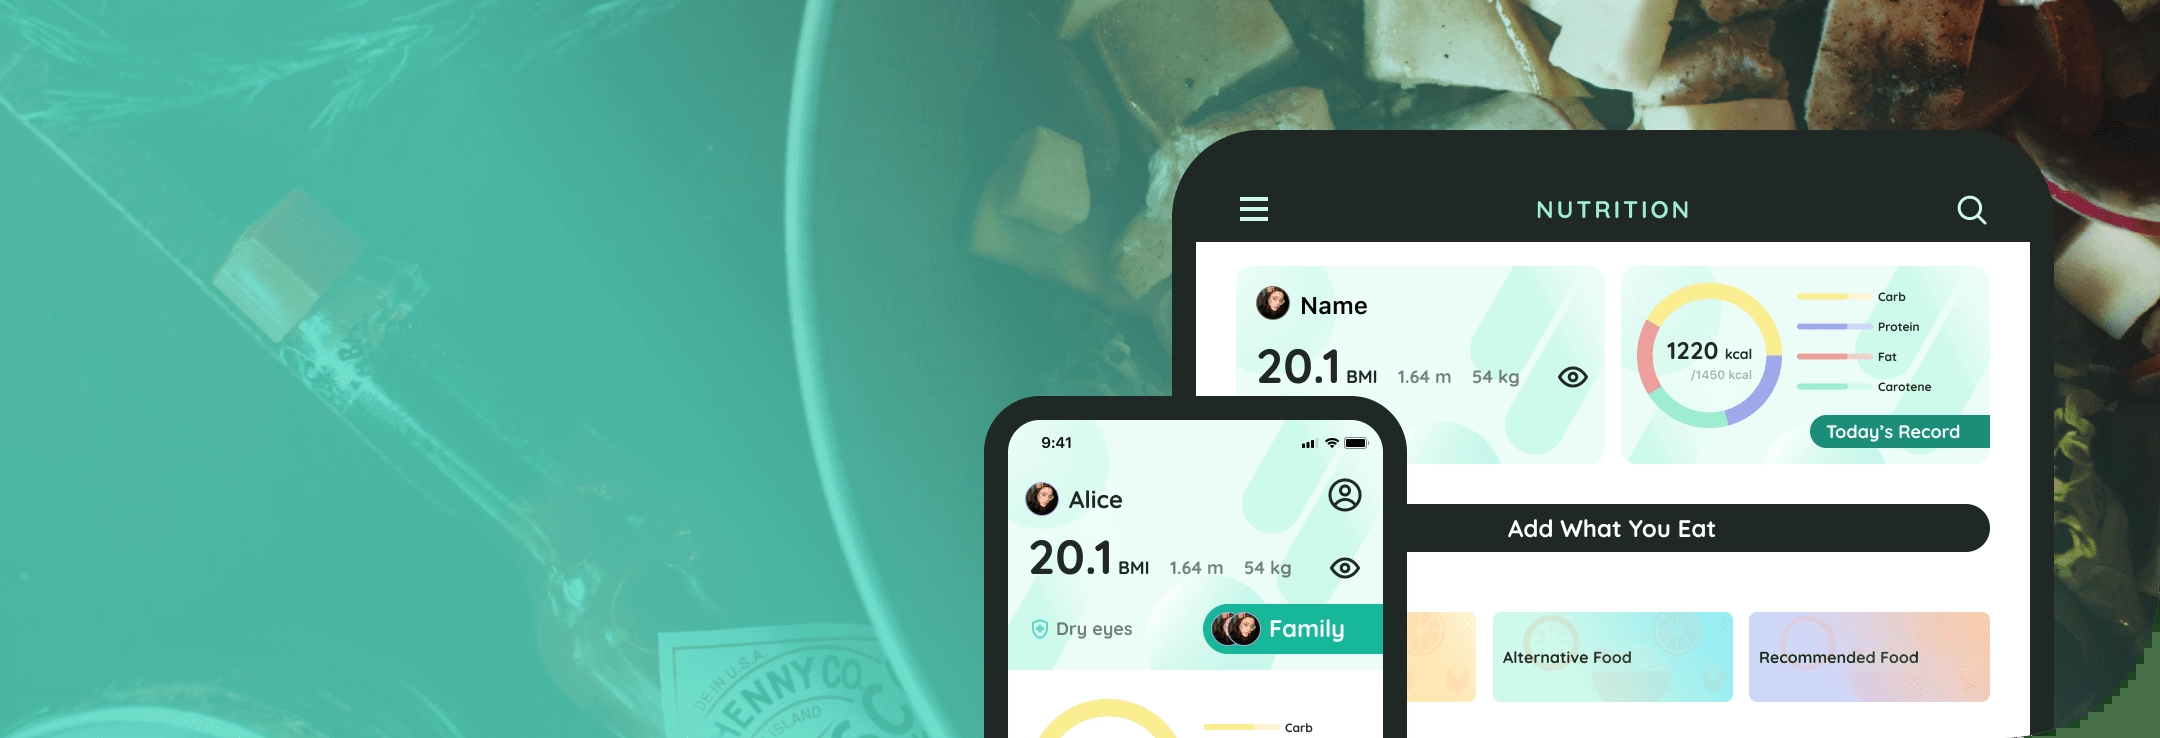 NUTRITION
Name
20.1 BMI 1.64 m 54 kg
1220 kcal
/1450 kcal
Carb
Protein
Fat
Carotene
Today's Record
Add What You Eat
Alternative Food
Recommended Food
9:41
Alice
20.1 BMI 1.64 m 54 kg
Dry eyes
Family
Carb
DE IN U.S.A.
HENNY CO.
ISLAND